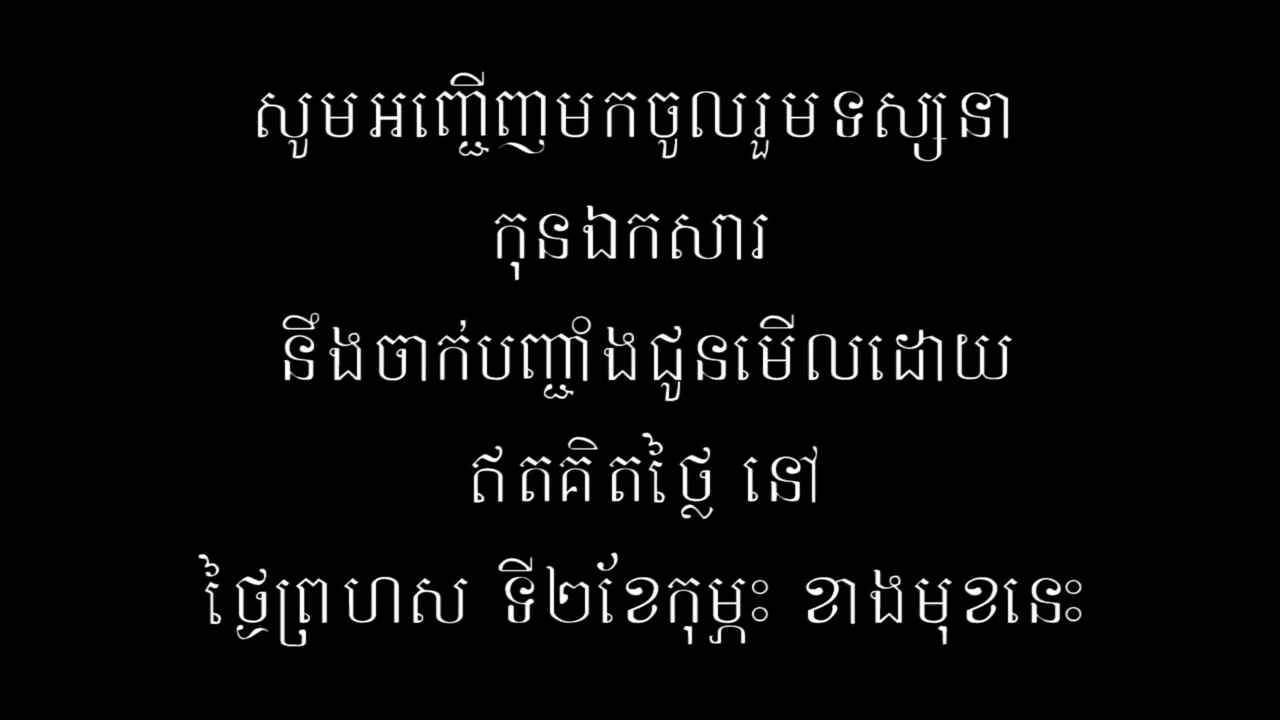 សូមអញ្ជើញមកចូលរួមទស្សនា
កុនឯកសារ
នឹងចាក់បញ្ជាំងជូនមើលដោយ
ឥតគិតថ្លៃ នៅ
ថ្ងៃព្រហស ទី២ខែកុម្ភះ ខាងមុខនេះ